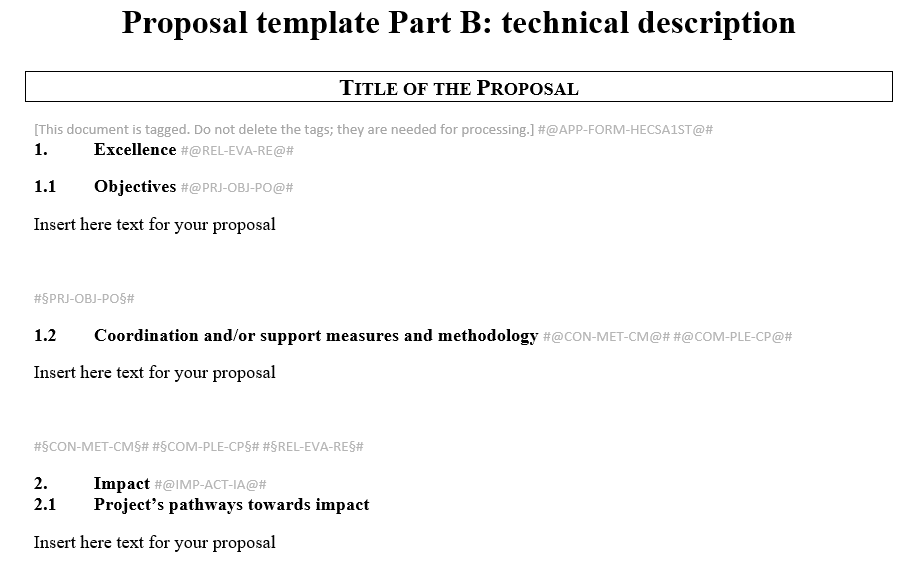 Proposal template Part B: technical description
TITLE OF THE PROPOSAL
[This document is tagged. Do not delete the tags; they are needed for processing.] #@APP-FORM-HECSA1ST@#
1. Excellence #@REL-EVA-RE@#
1.1 Objectives #@PRJ-OBJ-PO@#
Insert here text for your proposal
#§PRJ-OBJ-PO§#
1.2 Coordination and/or support measures and methodology #@CON-MET-CM@# #@COM-PLE-CP@#
Insert here text for your proposal
#§CON-MET-CM§# #§COM-PLE-CP§# #§REL-EVA-RE§#
2. Impact #@IMP-ACT-IA@#
2.1 Project’s pathways towards impact
Insert here text for your proposal